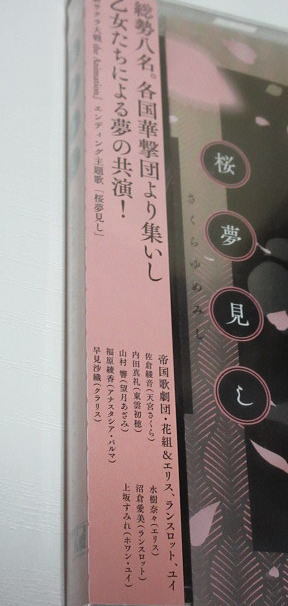 総勢八名。各国華撃団より集いし
乙女たちによる夢の共演！
the Animation』エンディング主題歌「桜夢見し」
帝国歌劇団・花組＆エリス、ランスロット、ユイ
佐倉綾音（天宮さくら）
内田真礼（東雲初穂）
山村 響（望月あざみ）
福原綾香（アナスタシア・パルマ）
早見沙織（クラリス）
水樹奈々（エリス）
沼倉愛美（ランスロット）
上坂すみれ（ホワン・ユイ）
桜夢見し
さくらゆめみし